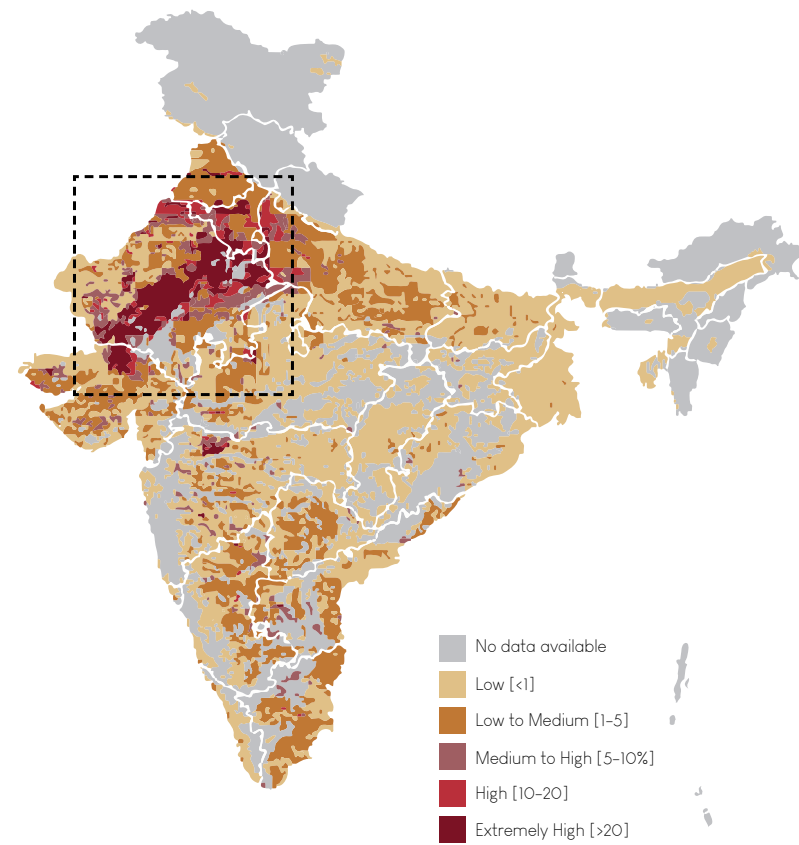 No data available
Low [<1]
Low to Medium [1–5]
Medium to High [5–10%]
High [10–20]
Extremely High [>20]